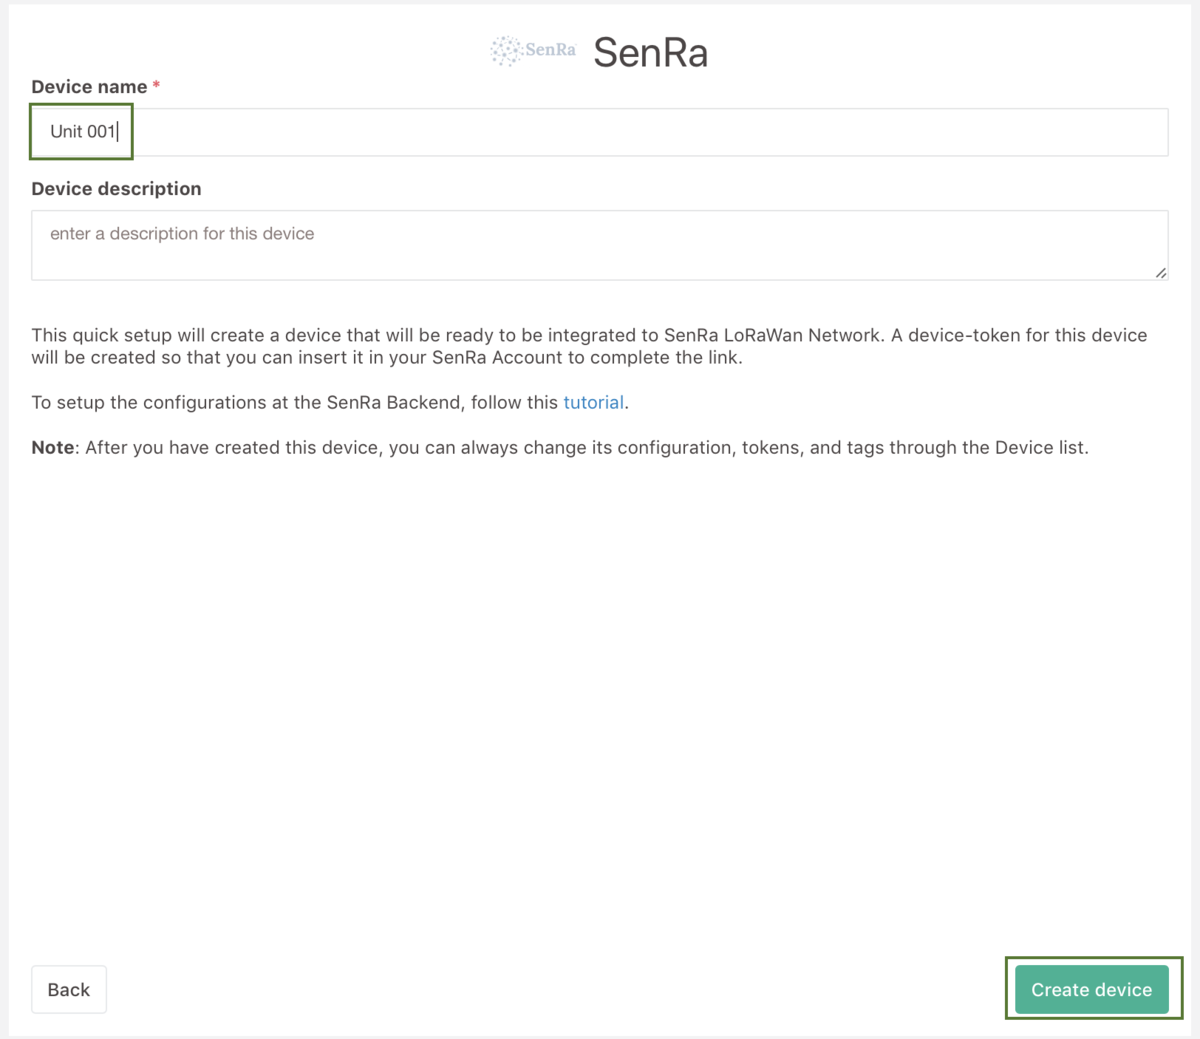 SenRa SenRa
Device name *
Unit 001
Device description
enter a description for this device
This quick setup will create a device that will be ready to be integrated to SenRa LoRaWan Network. A device-token for this device
will be created so that you can insert it in your SenRa Account to complete the link.
To setup the configurations at the SenRa Backend, follow this tutorial.
Note: After you have created this device, you can always change its configuration, tokens, and tags through the Device list.
Back
Create device